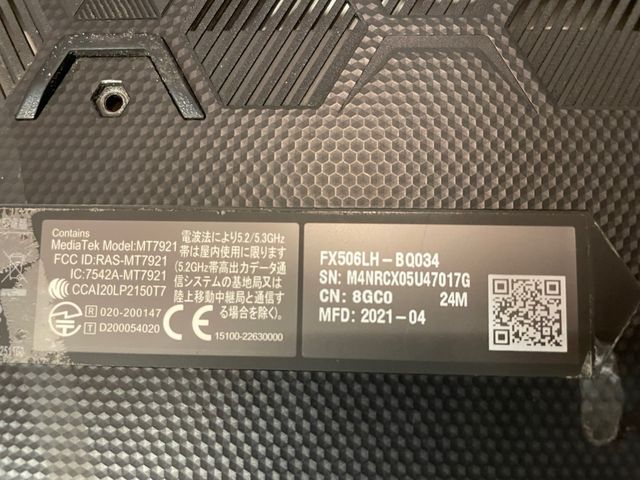 Contains
MediaTek Model:MT7921
FCC ID:RAS-MT7921
IC:7542A-MT7921
CCAI20LP2150T7
R 020-200147
T D200054020
電波法により5.2/5.3GHz
帯は屋内使用に限ります
(5.2GHz帯高出力データ通
信システムの基地局又は
陸上移動中継局と通信す
る場合を除く)。
CE
15100-22630000
FX506LH-BQ034
SN: M4NRCX05U47017G
CN: 8GC0 24M
MFD: 2021-04